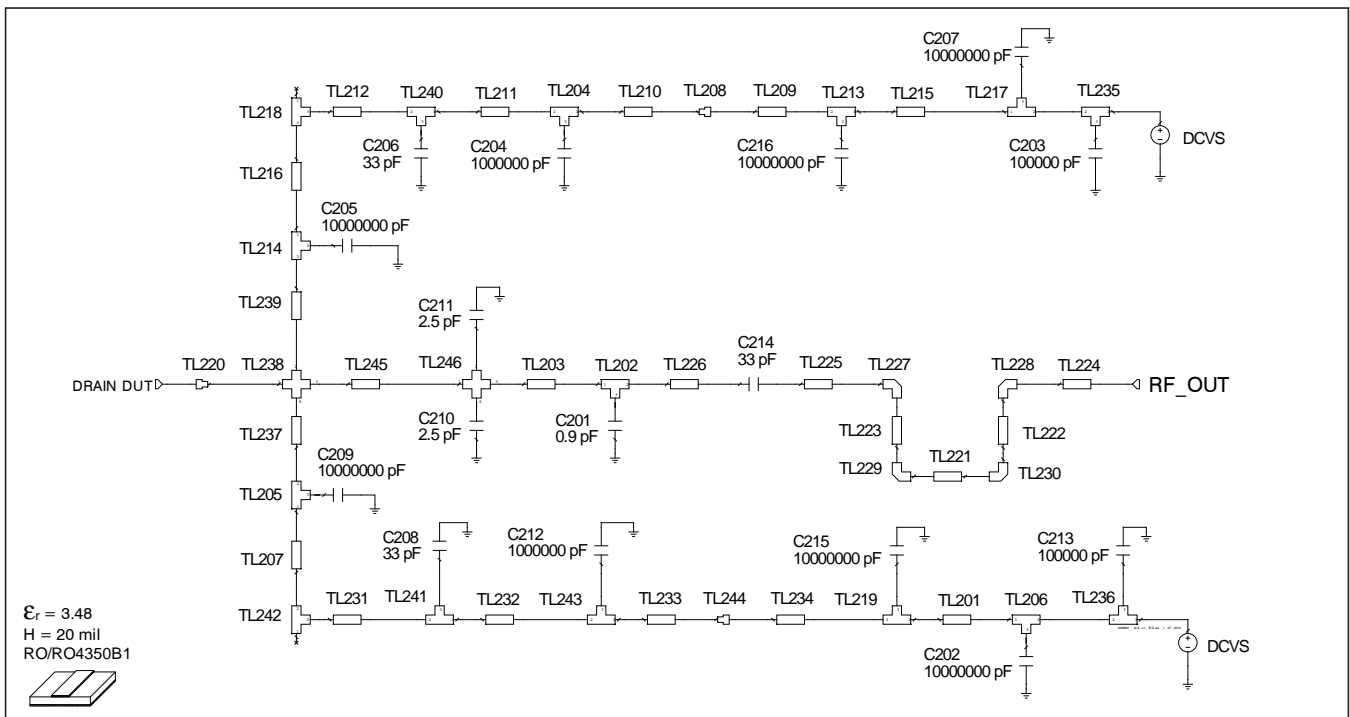 C207
10000000 pF
TL212
TL240
TL211
TL204
TL210
TL208
TL209
TL213
TL215
TL217
TL235
TL218
C206
33 pF
C204
1000000 pF
C216
10000000 pF
C203
100000 pF
DCVS
TL216
C205
10000000 pF
TL214
TL239
C211
2.5 pF
TL220
TL238
TL245
TL246
TL203
TL202
TL226
C214
33 pF
TL225
TL227
TL228
TL224
DRAIN DUT
RF_OUT
TL237
C210
2.5 pF
C201
0.9 pF
TL223
TL222
C209
10000000 pF
TL221
TL229
TL230
TL205
C208
33 pF
C212
1000000 pF
C215
10000000 pF
C213
100000 pF
TL207
TL242
TL231
TL241
TL232
TL243
TL233
TL244
TL234
TL219
TL201
TL206
TL236
DCVS
C202
10000000 pF
εr = 3.48
H = 20 mil
RO/RO4350B1